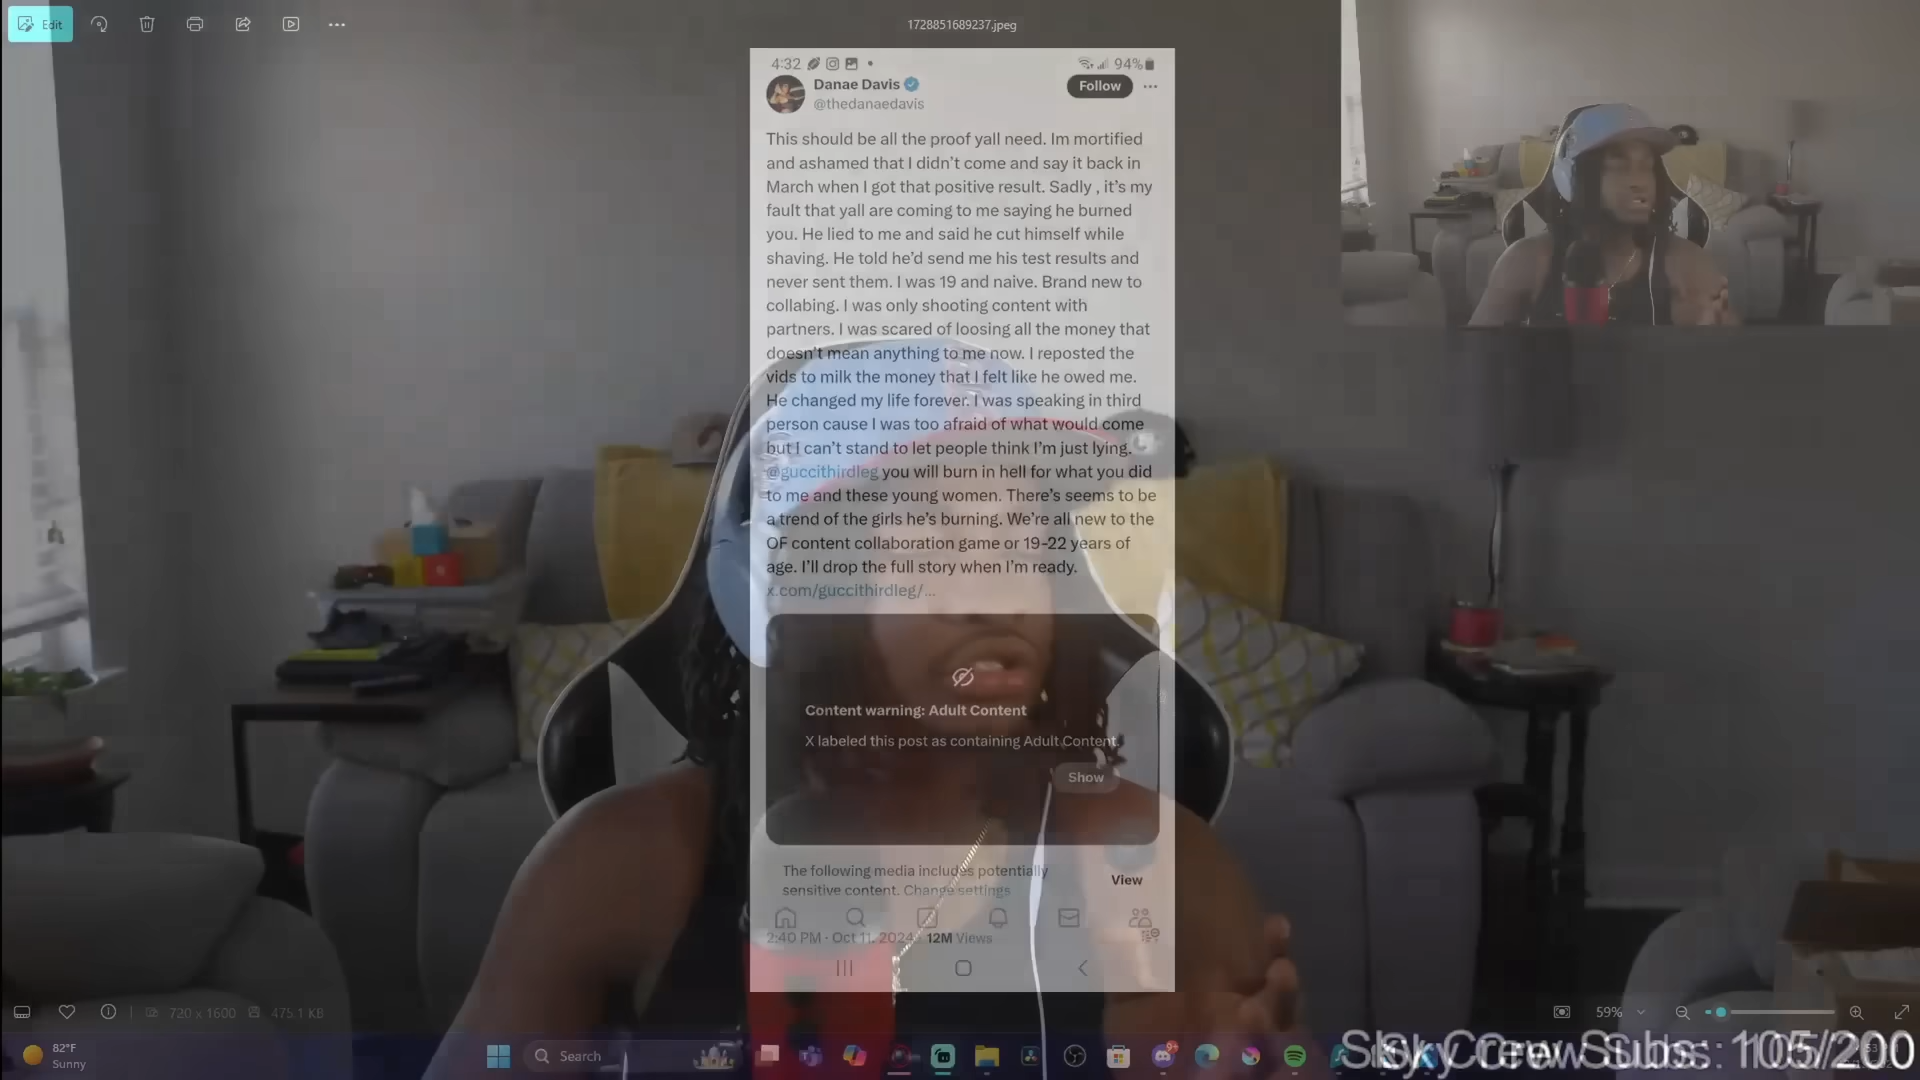 Edit
1728851689237.jpeg
4:32
94%
Danae Davis
Follow
@thedanaedavis
This should be all the proof yall need. Im mortified
and ashamed that I didn't come and say it back in
March when I got that positive result. Sadly , it's my
fault that yall are coming to me saying he burned
you. He lied to me and said he cut himself while
shaving. He told he'd send me his test results and
never sent them. I was 19 and naive. Brand new to
collabing. I was only shooting content with
partners. I was scared of loosing all the money that
doesn't mean anything to me now. I reposted the
vids to milk the money that I felt like he owed me.
He changed my life forever. I was speaking in third
person cause I was too afraid of what would come
but I can't stand to let people think I'm just lying.
@guccithirdleg you will burn in hell for what you did
to me and these young women. There's seems to be
a trend of the girls he's burning. We're all new to the
OF content collaboration game or 19-22 years of
age. I'll drop the full story when I'm ready.
x.com/guccithirdleg/...
Content warning: Adult Content
X labeled this post as containing Adult Content.
Show
The following media includes potentially
sensitive content. Change settings
View
2:40 PM · Oct 11, 2024 · 12M Views
720 x 1600
475.1 KB
59%
82°F
Sunny
Search
Sky Crew Subs: 105/200